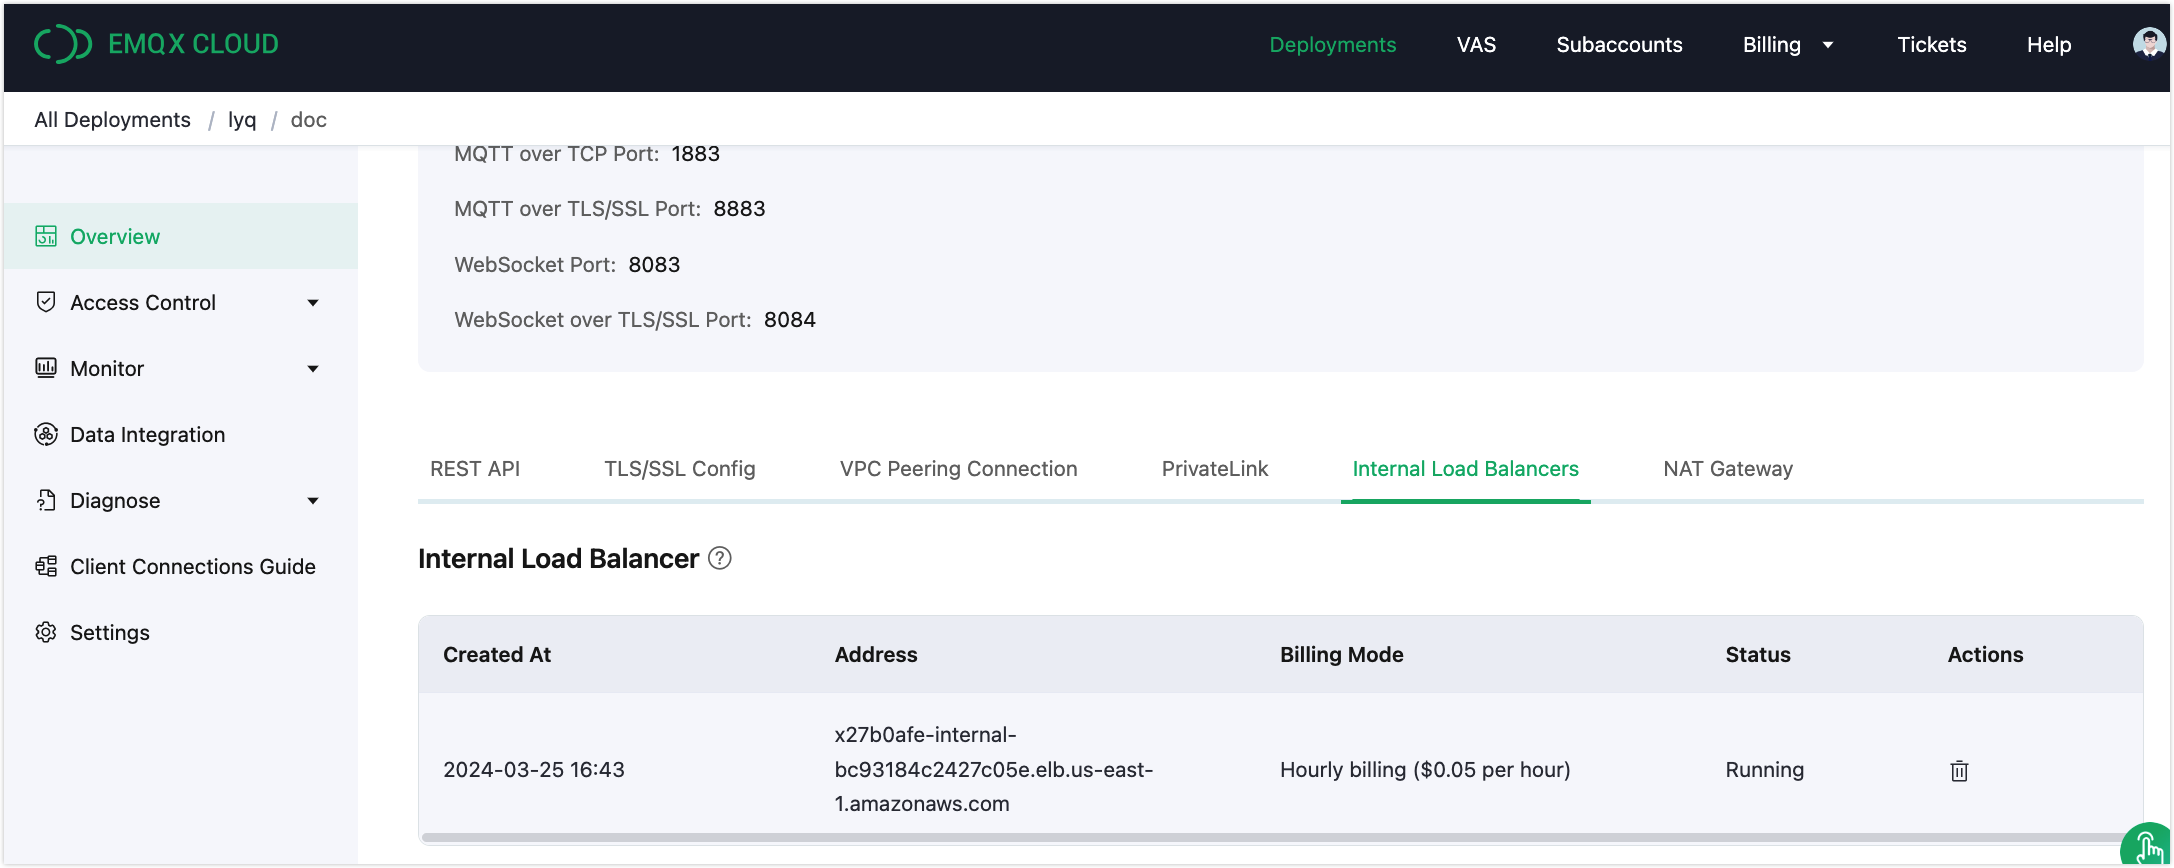 EMQX CLOUD
Deployments VAS Subaccounts Billing Tickets Help
All Deployments / lyq / doc
MQTT over TCP Port: 1883
MQTT over TLS/SSL Port: 8883
WebSocket Port: 8083
WebSocket over TLS/SSL Port: 8084
Overview
Access Control
Monitor
Data Integration
Diagnose
Client Connections Guide
Settings
REST API TLS/SSL Config VPC Peering Connection PrivateLink Internal Load Balancers NAT Gateway
Internal Load Balancer ?
Created At Address Billing Mode Status Actions
x27b0afe-internal-
2024-03-25 16:43 bc93184c2427c05e.elb.us-east- Hourly billing ($0.05 per hour) Running
1.amazonaws.com